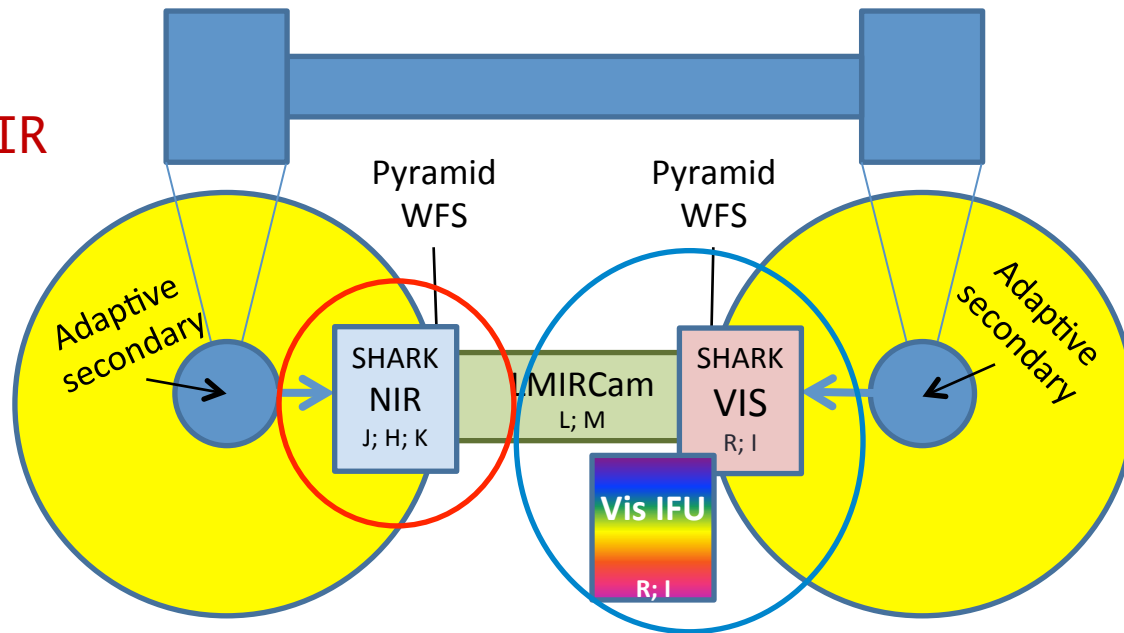 IR
Pyramid
WFS
Pyramid
WFS
Adaptive
secondary
Adaptive
secondary
SHARK
NIR
J; H; K
LMIRCam
L; M
SHARK
VIS
R; I
Vis IFU
R; I